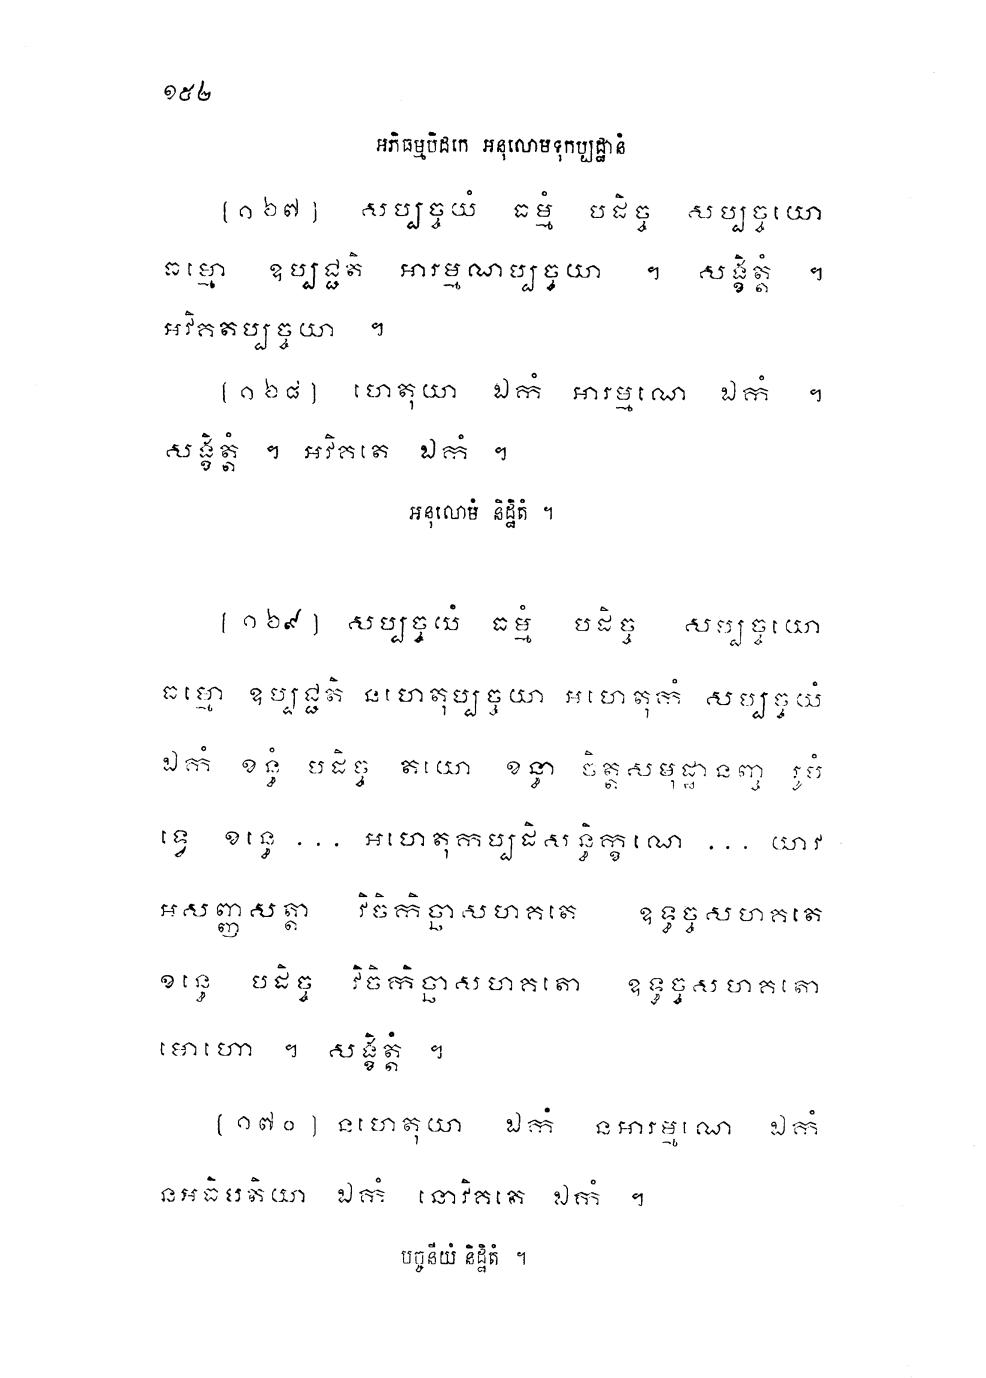 ១៥២
អភិធម្មបិដកេ អនុលោមទុកប្បដ្ឋានំ
[១៦៧] សប្បច្ចយំ ធម្មំ បដិច្ច សប្បច្ចយោ
ធម្មោ ឧប្បជ្ជតិ អារម្មណប្បច្ចយា ។ សង្ខិត្តំ ។
អវិគតប្បច្ចយា ។
[១៦៨] ហេតុយា ឯកំ អារម្មណេ ឯកំ ។
សង្ខិត្តំ ។ អវិគតេ ឯកំ ។
អនុលោមំ និដ្ឋិតំ ។
[១៦៩] សប្បច្ចយំ ធម្មំ បដិច្ច សប្បច្ចយោ
ធម្មោ ឧប្បជ្ជតិ នហេតុប្បច្ចយា អហេតុកំ សប្បច្ចយំ
ឯកំ ខន្ធំ បដិច្ច តយោ ខន្ធា ចិត្តសមុដ្ឋានញ្ច រូបំ
ទ្វេ ខន្ធេ ... អហេតុកប្បដិសន្ធិក្ខណេ ... យាវ
អសញ្ញសត្តា វិចិកិច្ឆាសហគតេ ឧទ្ធច្ចសហគតេ
ខន្ធេ បដិច្ច វិចិកិច្ឆាសហគតោ ឧទ្ធច្ចសហគតោ
មោហោ ។ សង្ខិត្តំ ។
[១៧០] នហេតុយា ឯកំ នអារម្មណេ ឯកំ
នអធិបតិយា ឯកំ នោវិគតេ ឯកំ ។
បច្ចនីយំ និដ្ឋិតំ ។